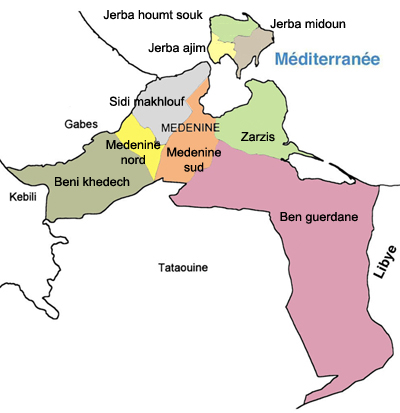 Jerba houmt souk
Jerba midoun
Jerba ajim
Méditerranée
Sidi makhlouf
Gabes
MEDENINE
Zarzis
Medenine
nord
Medenine
sud
Beni khedech
Kebili
Ben guerdane
Libye
Tataouine